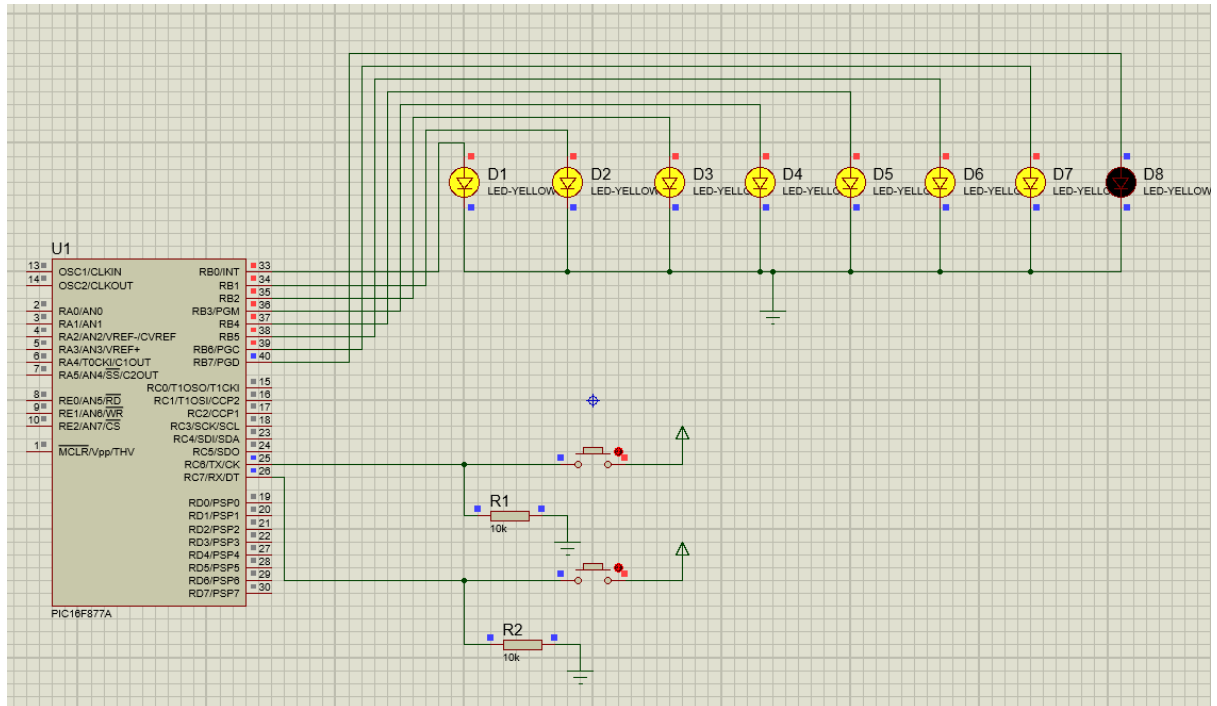 D1
LED-YELLOW
D2
LED-YELLOW
D3
LED-YELLOW
D4
LED-YELLOW
D5
LED-YELLOW
D6
LED-YELLOW
D7
LED-YELLOW
D8
LED-YELLOW
U1
13 OSC1/CLKIN
14 OSC2/CLKOUT
2 RA0/AN0
3 RA1/AN1
4 RA2/AN2/VREF-/CVREF
5 RA3/AN3/VREF+
6 RA4/T0CKI/C1OUT
7 RA5/AN4/SS/C2OUT
8 RE0/AN5/RD
9 RE1/AN6/WR
10 RE2/AN7/CS
1 MCLR/Vpp/THV
RB0/INT 33
RB1 34
RB2 35
RB3/PGM 36
RB4 37
RB5 38
RB6/PGC 39
RB7/PGD 40
RC0/T1OSO/T1CKI 15
RC1/T1OSI/CCP2 16
RC2/CCP1 17
RC3/SCK/SCL 18
RC4/SDI/SDA 23
RC5/SDO 24
RC6/TX/CK 25
RC7/RX/DT 26
RD0/PSP0 19
RD1/PSP1 20
RD2/PSP2 21
RD3/PSP3 22
RD4/PSP4 27
RD5/PSP5 28
RD6/PSP6 29
RD7/PSP7 30
PIC16F877A
R1
10k
R2
10k